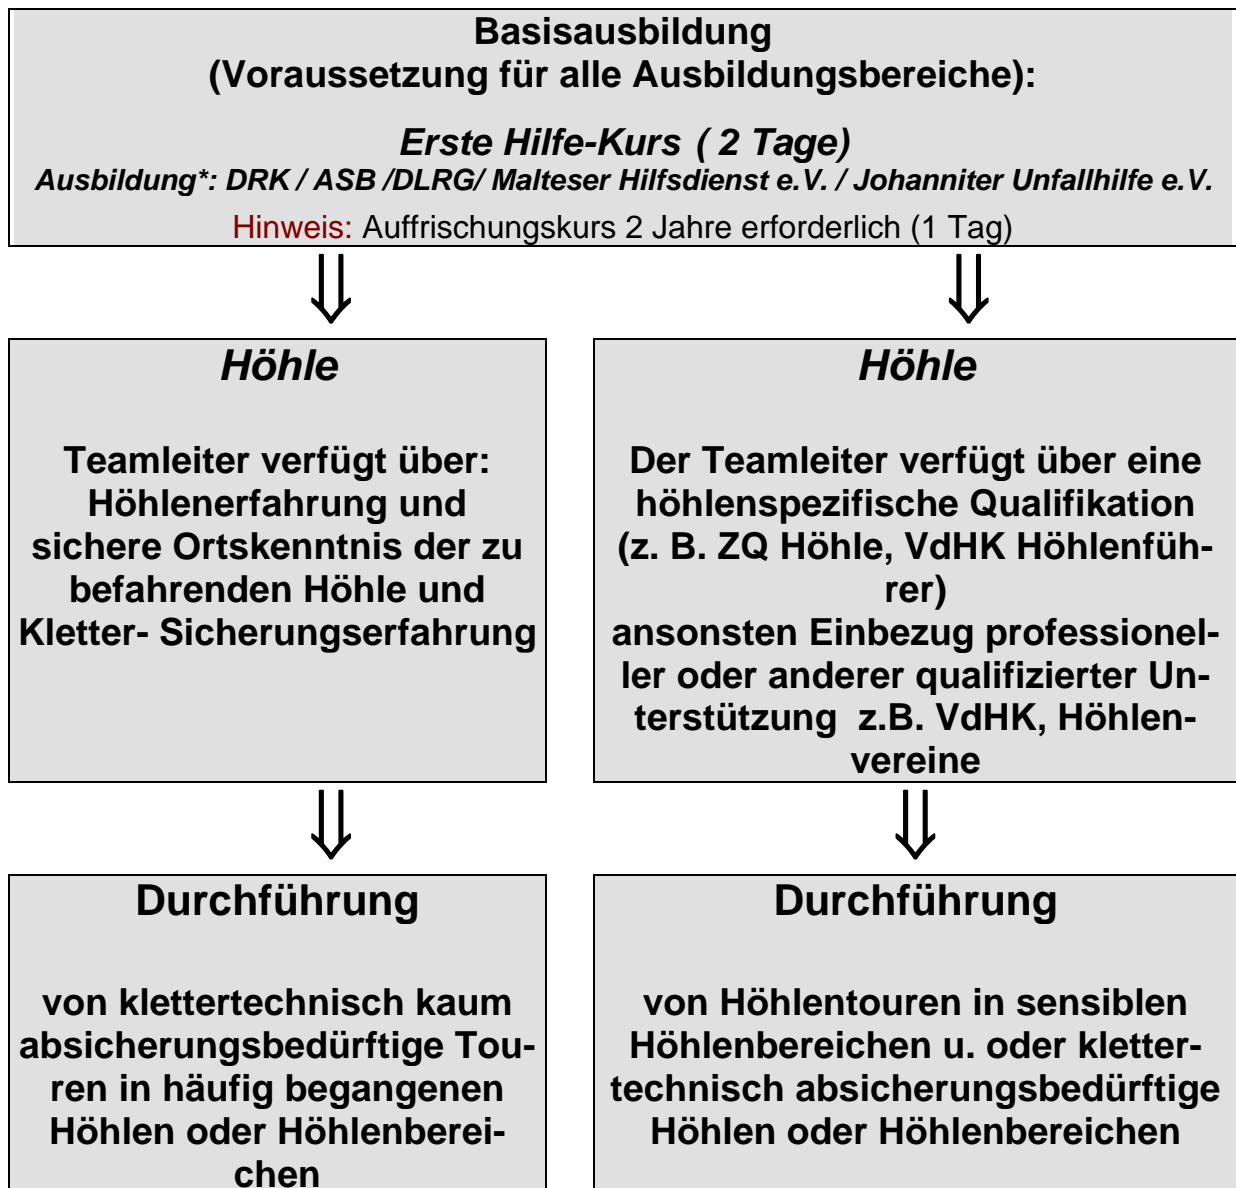 Basisausbildung
(Voraussetzung für alle Ausbildungsbereiche):
Erste Hilfe-Kurs ( 2 Tage)
Ausbildung*: DRK / ASB /DLRG/ Malteser Hilfsdienst e.V. / Johanniter Unfallhilfe e.V.
Hinweis: Auffrischungskurs 2 Jahre erforderlich (1 Tag)
Höhle
Teamleiter verfügt über:
Höhlenerfahrung und
sichere Ortskenntnis der zu
befahrenden Höhle und
Kletter- Sicherungserfahrung
Höhle
Der Teamleiter verfügt über eine
höhlenspezifische Qualifikation
(z. B. ZQ Höhle, VdHK Höhlenfüh-
rer)
ansonsten Einbezug professionel-
ler oder anderer qualifizierter Un-
terstützung z.B. VdHK, Höhlen-
vereine
Durchführung
von klettertechnisch kaum
absicherungsbedürftige Tou-
ren in häufig begangenen
Höhlen oder Höhlenberei-
chen
Durchführung
von Höhlentouren in sensiblen
Höhlenbereichen u. oder kletter-
technisch absicherungsbedürftige
Höhlen oder Höhlenbereichen